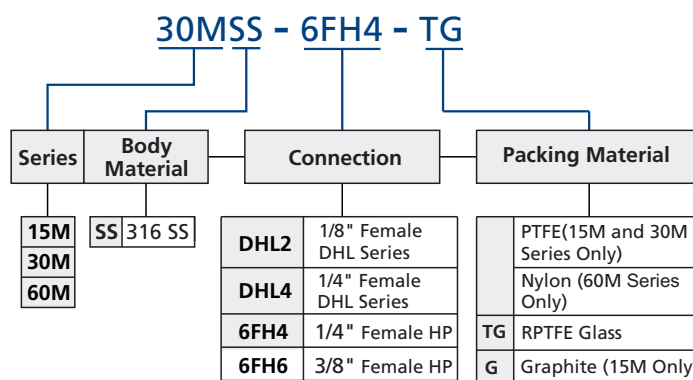 30MSS - 6FH4 - TG
Series
Body
Material
Connection
Packing Material
15M
30M
60M
SS 316 SS
DHL2 1/8" Female
DHL Series
DHL4 1/4" Female
DHL Series
6FH4 1/4" Female HP
6FH6 3/8" Female HP
PTFE(15M and 30M
Series Only)
Nylon (60M Series
Only)
TG RPTFE Glass
G Graphite (15M Only